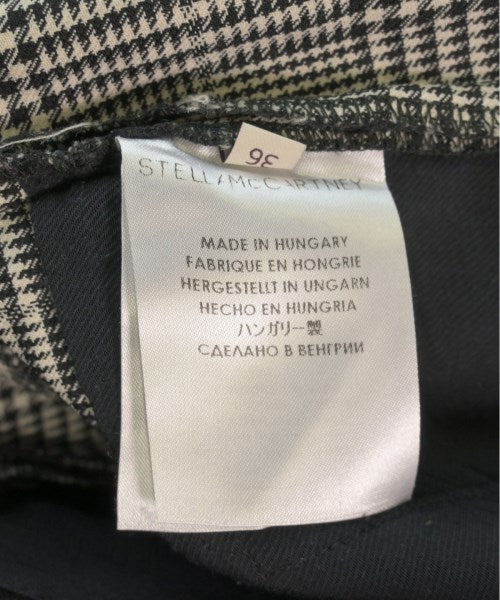 36
STELLA McCARTNEY
MADE IN HUNGARY
FABRIQUE EN HONGRIE
HERGESTELLT IN UNGARN
HECHO EN HUNGRIA
ハンガリー製
СДЕЛАНО В ВЕНГРИИ